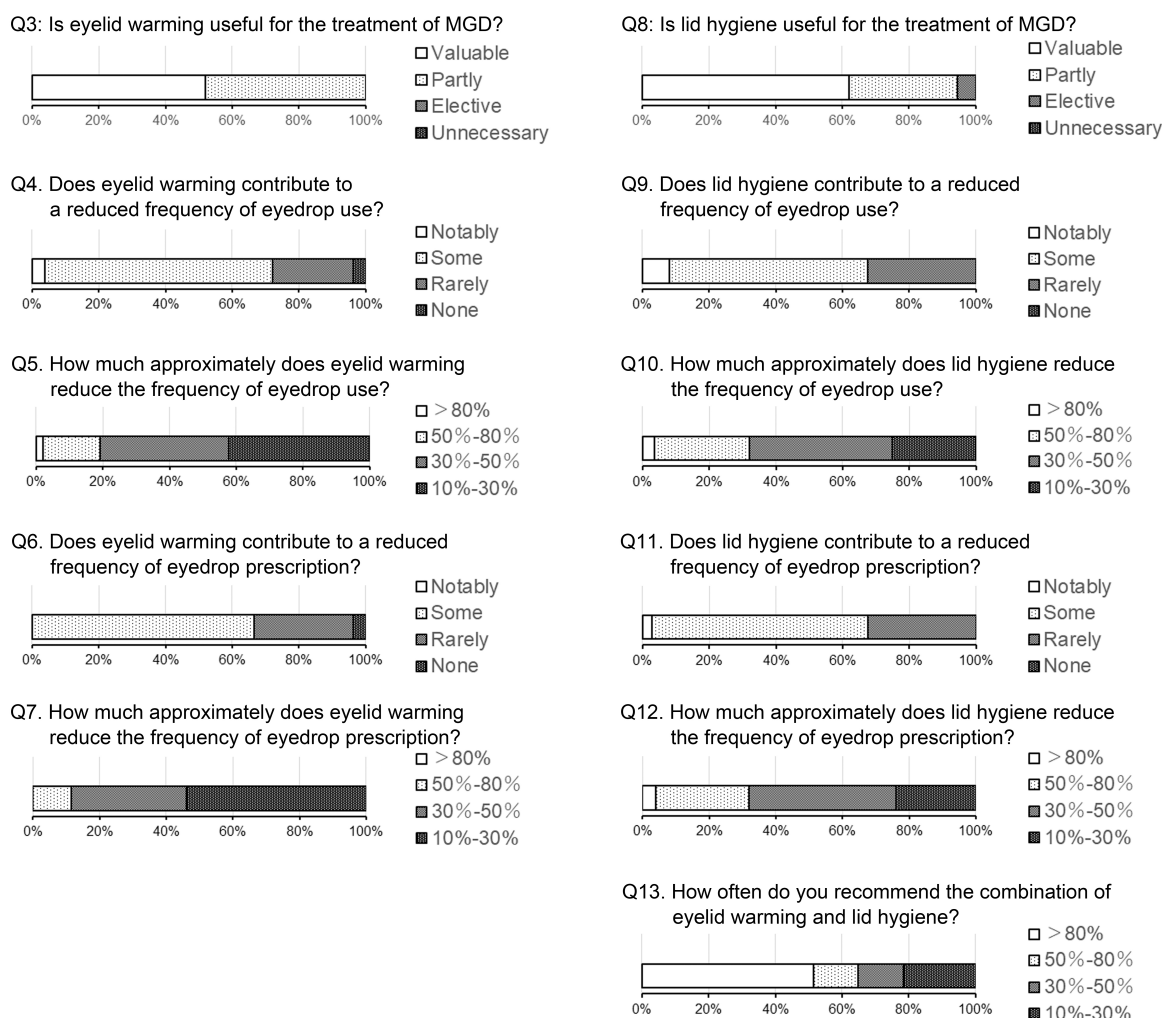 Q3: Is eyelid warming useful for the treatment of MGD?
Valuable
Partly
Elective
Unnecessary
0% 20% 40% 60% 80% 100%
Q4. Does eyelid warming contribute to
a reduced frequency of eyedrop use?
Notably
Some
Rarely
None
0% 20% 40% 60% 80% 100%
Q5. How much approximately does eyelid warming
reduce the frequency of eyedrop use?
>80%
50%-80%
30%-50%
10%-30%
0% 20% 40% 60% 80% 100%
Q6. Does eyelid warming contribute to a reduced
frequency of eyedrop prescription?
Notably
Some
Rarely
None
0% 20% 40% 60% 80% 100%
Q7. How much approximately does eyelid warming
reduce the frequency of eyedrop prescription?
>80%
50%-80%
30%-50%
10%-30%
0% 20% 40% 60% 80% 100%
Q8: Is lid hygiene useful for the treatment of MGD?
Valuable
Partly
Elective
Unnecessary
0% 20% 40% 60% 80% 100%
Q9. Does lid hygiene contribute to a reduced
frequency of eyedrop use?
Notably
Some
Rarely
None
0% 20% 40% 60% 80% 100%
Q10. How much approximately does lid hygiene reduce
the frequency of eyedrop use?
>80%
50%-80%
30%-50%
10%-30%
0% 20% 40% 60% 80% 100%
Q11. Does lid hygiene contribute to a reduced
frequency of eyedrop prescription?
Notably
Some
Rarely
None
0% 20% 40% 60% 80% 100%
Q12. How much approximately does lid hygiene reduce
the frequency of eyedrop prescription?
>80%
50%-80%
30%-50%
10%-30%
0% 20% 40% 60% 80% 100%
Q13. How often do you recommend the combination of
eyelid warming and lid hygiene?
>80%
50%-80%
30%-50%
10%-30%
0% 20% 40% 60% 80% 100%